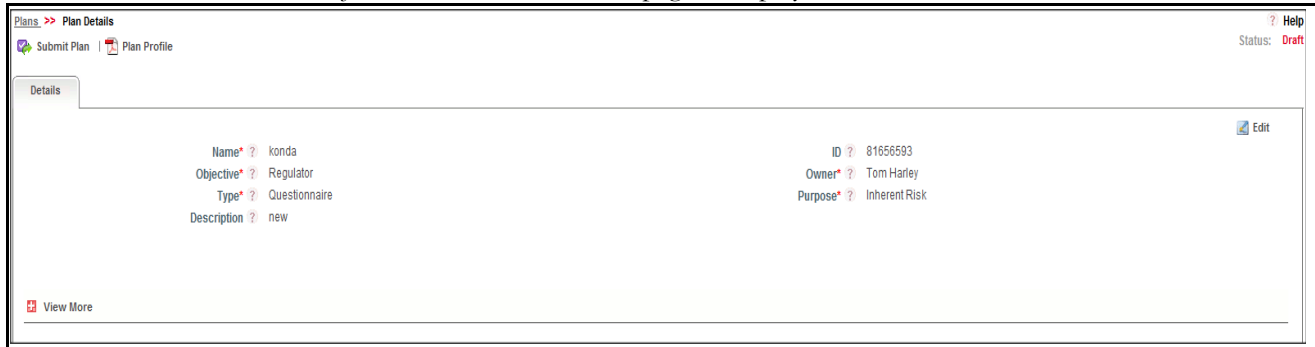 Plans >> Plan Details ? Help
Submit Plan | Plan Profile Status: Draft
Details
Edit
Name* ? konda ID ? 81656593
Objective* ? Regulator Owner* ? Tom Harley
Type* ? Questionnaire Purpose* ? Inherent Risk
Description ? new
View More